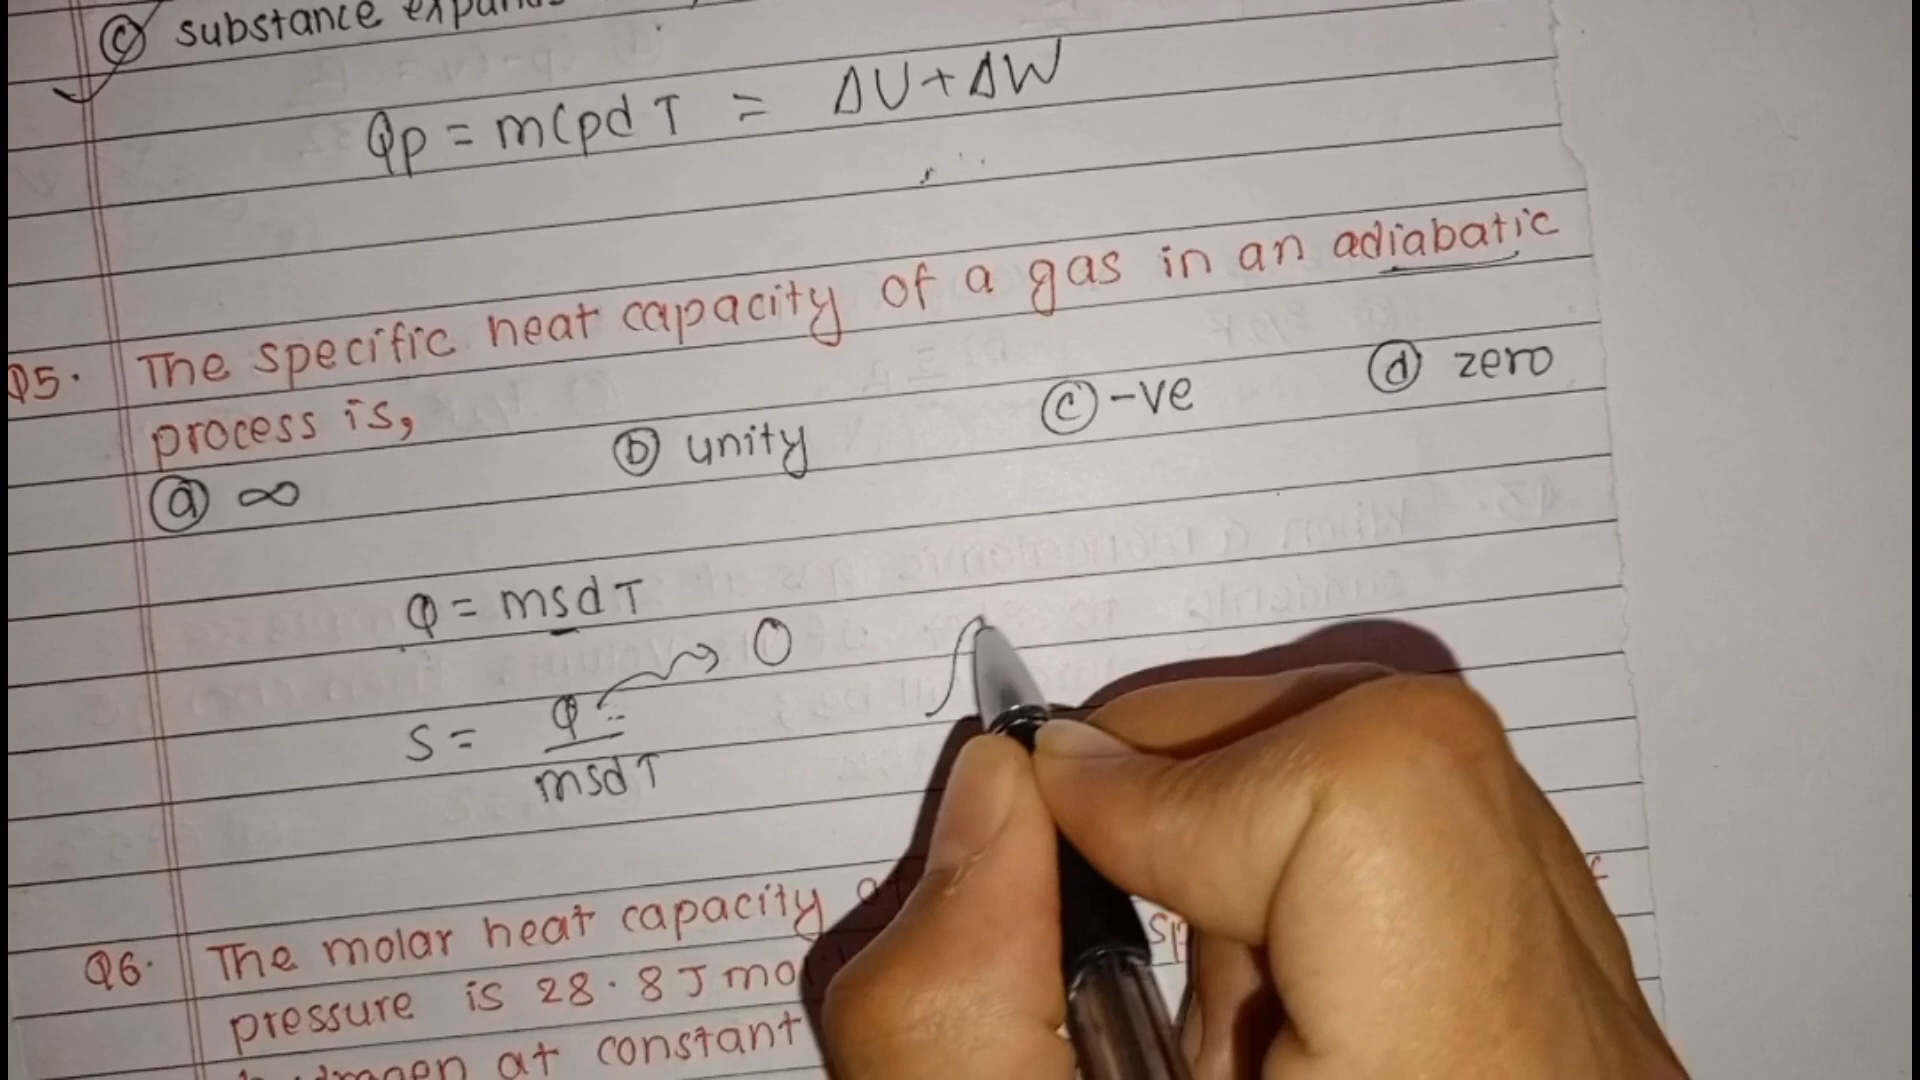 (c) substance
Qp = mCpdT = ΔU + ΔW
Q5. The specific heat capacity of a gas in an adiabatic
process is,
(a) ∞ (b) unity (c) -ve (d) zero
Q = msdT
S = Q → 0
msdT
Q6. The molar heat capacity
pressure is 28.8 J mo
at constant